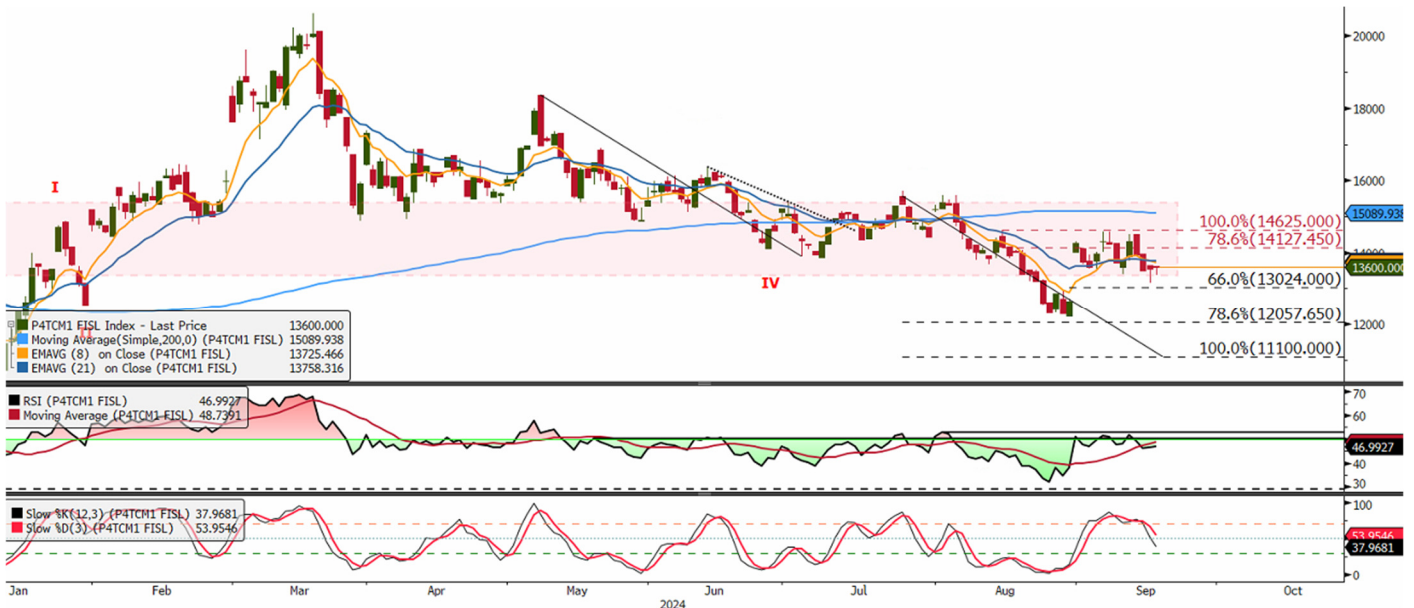 20000
18000
16000
14000
12000
15089.938
13600.000
I
II
IV
100.0%(14625.000)
78.6%(14127.450)
66.0%(13024.000)
78.6%(12057.650)
100.0%(11100.000)
P4TCM1 FISL Index - Last Price 13600.000
Moving Average(Simple,200,0) (P4TCM1 FISL) 15089.938
EMAVG (8) on Close (P4TCM1 FISL) 13725.466
EMAVG (21) on Close (P4TCM1 FISL) 13758.316
RSI (P4TCM1 FISL) 46.9927
Moving Average (P4TCM1 FISL) 48.7391
70
60
46.9927
40
30
Slow %K(12,3) (P4TCM1 FISL) 37.9681
Slow %D(3) (P4TCM1 FISL) 53.9546
100
53.9546
37.9681
0
Jan Feb Mar Apr May Jun Jul Aug Sep Oct
2024